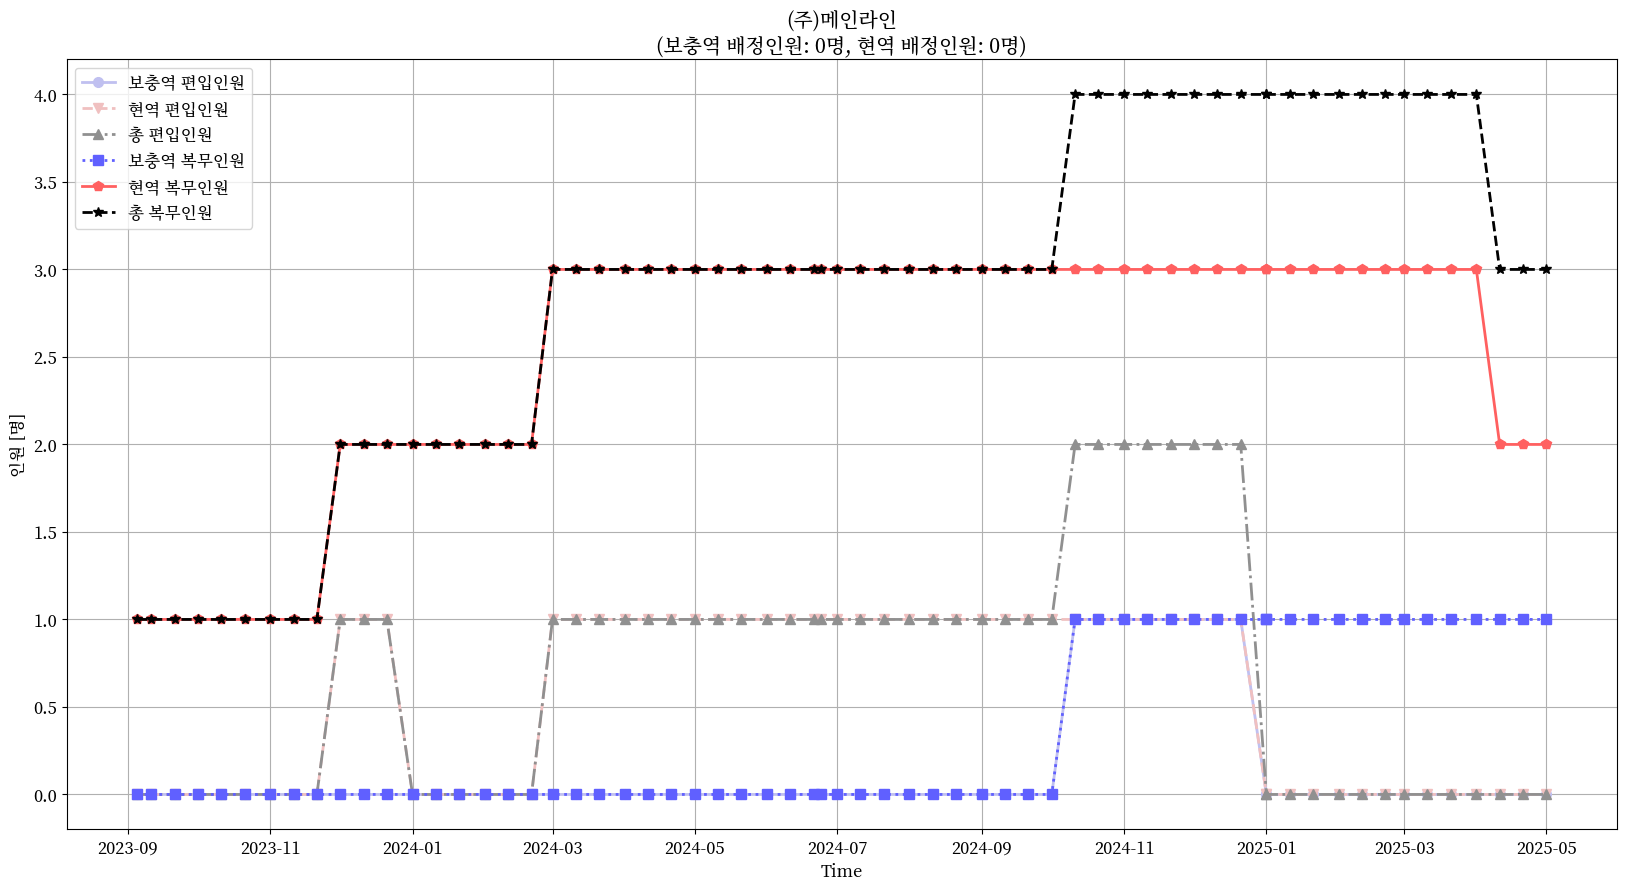 (주)메인라인
(보충역 배정인원: 0명, 현역 배정인원: 0명)
보충역 편입인원
현역 편입인원
총 편입인원
보충역 복무인원
현역 복무인원
총 복무인원
4.0
3.5
3.0
2.5
2.0
1.5
1.0
0.5
0.0
인원 [명]
2023-09 2023-11 2024-01 2024-03 2024-05 2024-07 2024-09 2024-11 2025-01 2025-03 2025-05
Time